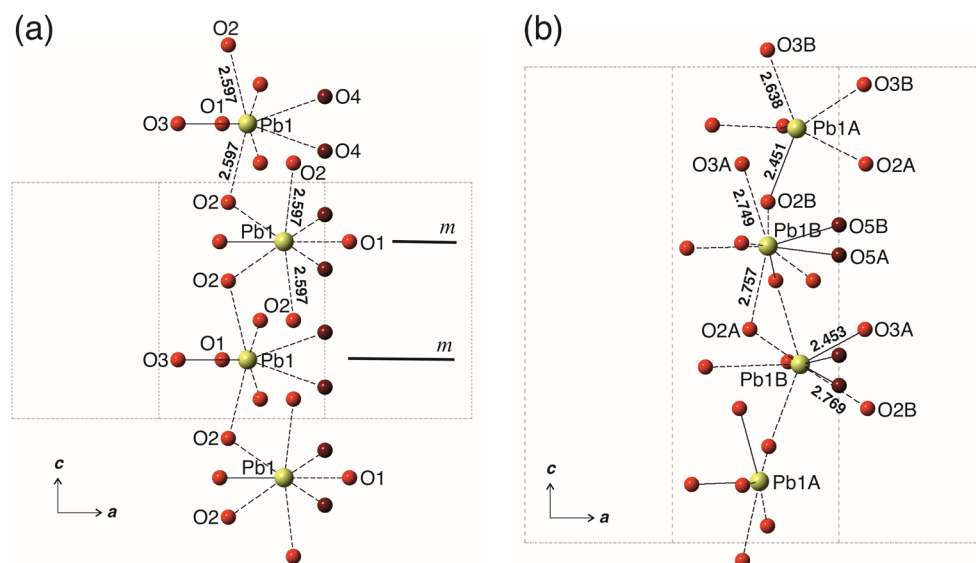 (a)
O2
2.597
O4
O1
O3
Pb1
O4
2.597
O2
O2
2.597
m
Pb1
O1
O2
2.597
O2
m
O1
O3
Pb1
O2
Pb1
O1
O2
c
a
(b)
O3B
O3B
2.638
Pb1A
O3A
2.451
O2A
O2B
2.749
Pb1B
O5B
O5A
2.757
O2A
2.453
O3A
Pb1B
2.769
O2B
Pb1A
c
a